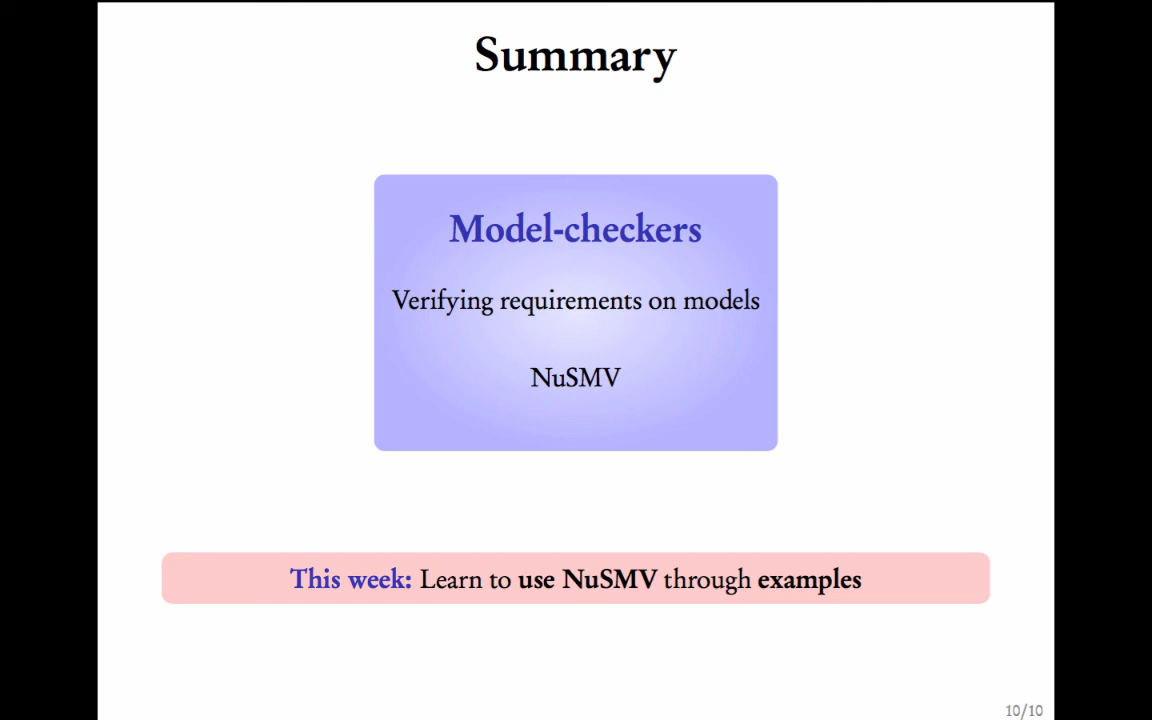 Summary
Model-checkers
Verifying requirements on models
NuSMV
This week: Learn to use NuSMV through examples
10/10